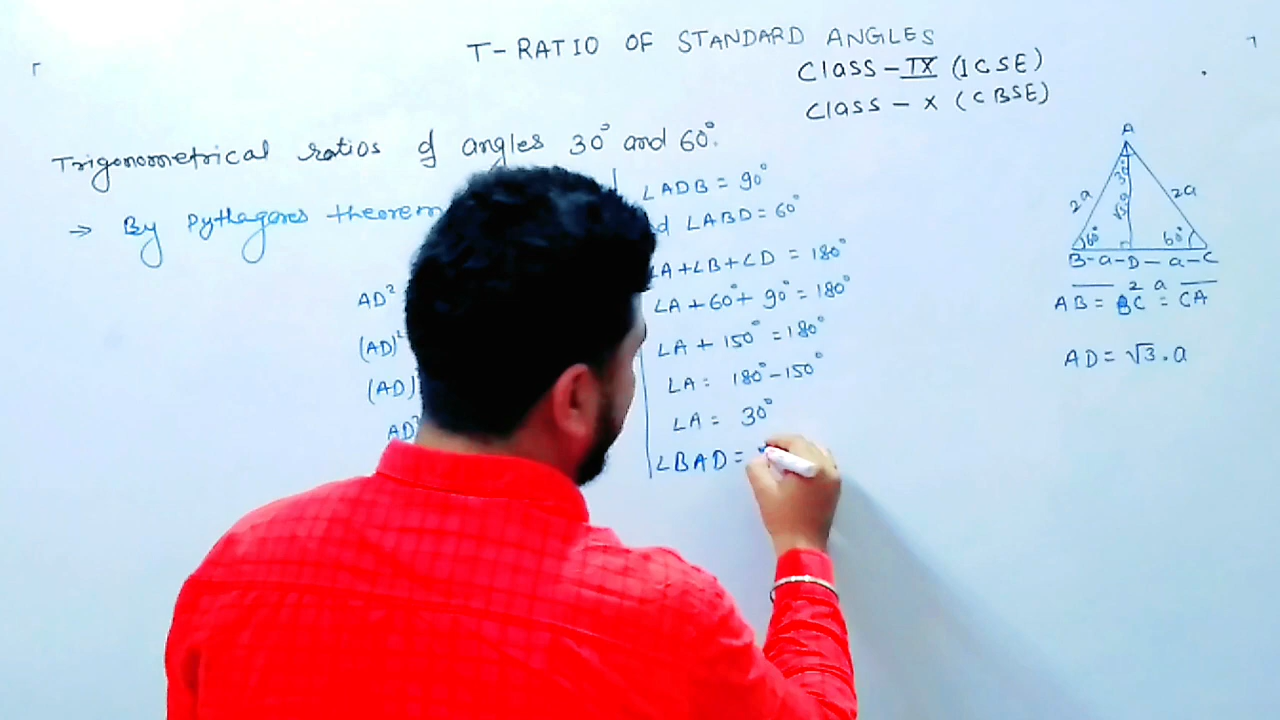 T-RATIO OF STANDARD ANGLES
Class - IX (ICSE)
Class - X (CBSE)
Trigonometrical ratios of angles 30° and 60°.
→ By Pythagores theorem
AD²
(AD)²
(AD)
AD²
∠ADB = 90°
∠ABD = 60°
∠A+∠B+∠D = 180°
∠A+60°+90° = 180°
∠A + 150° = 180°
∠A = 180° - 150°
∠A = 30°
∠BAD =
A
30°
2a
√3a
2a
60°
60°
B-a-D-a-C
2a
AB = BC = CA
AD = √3.a